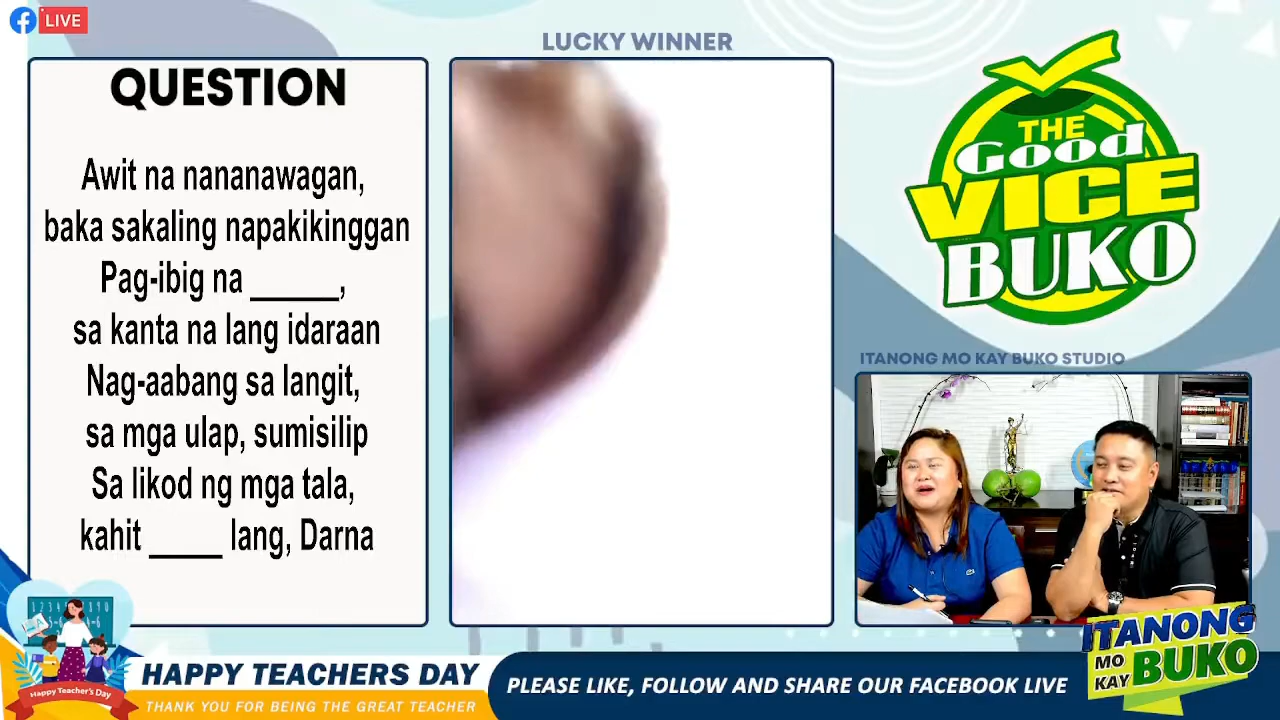 LIVE
LUCKY WINNER
QUESTION
Awit na nananawagan,
baka sakaling napakikinggan
Pag-ibig na ______,
sa kanta na lang idaraan
Nag-aabang sa langit,
sa mga ulap, sumisilip
Sa likod ng mga tala,
kahit _____ lang, Darna
THE
GOOD
VICE
BUKO
ITANONG MO KAY BUKO STUDIO
ITANONG
MO
KAY
BUKO
Happy Teacher's Day
HAPPY TEACHERS DAY
THANK YOU FOR BEING THE GREAT TEACHER
PLEASE LIKE, FOLLOW AND SHARE OUR FACEBOOK LIVE